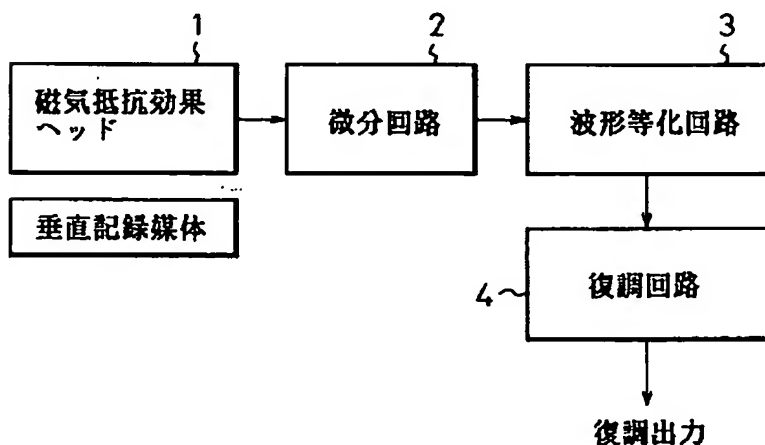 1
2
3
磁気抵抗効果
ヘッド
微分回路
波形等化回路
垂直記録媒体
4
復調回路
復調出力